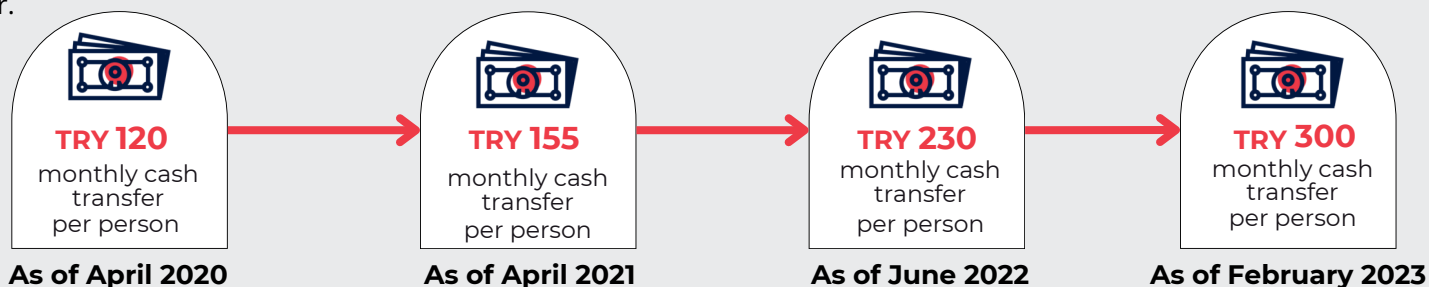 r.
TRY 120
monthly cash
transfer
per person
As of April 2020
TRY 155
monthly cash
transfer
per person
As of April 2021
TRY 230
monthly cash
transfer
per person
As of June 2022
TRY 300
monthly cash
transfer
per person
As of February 2023